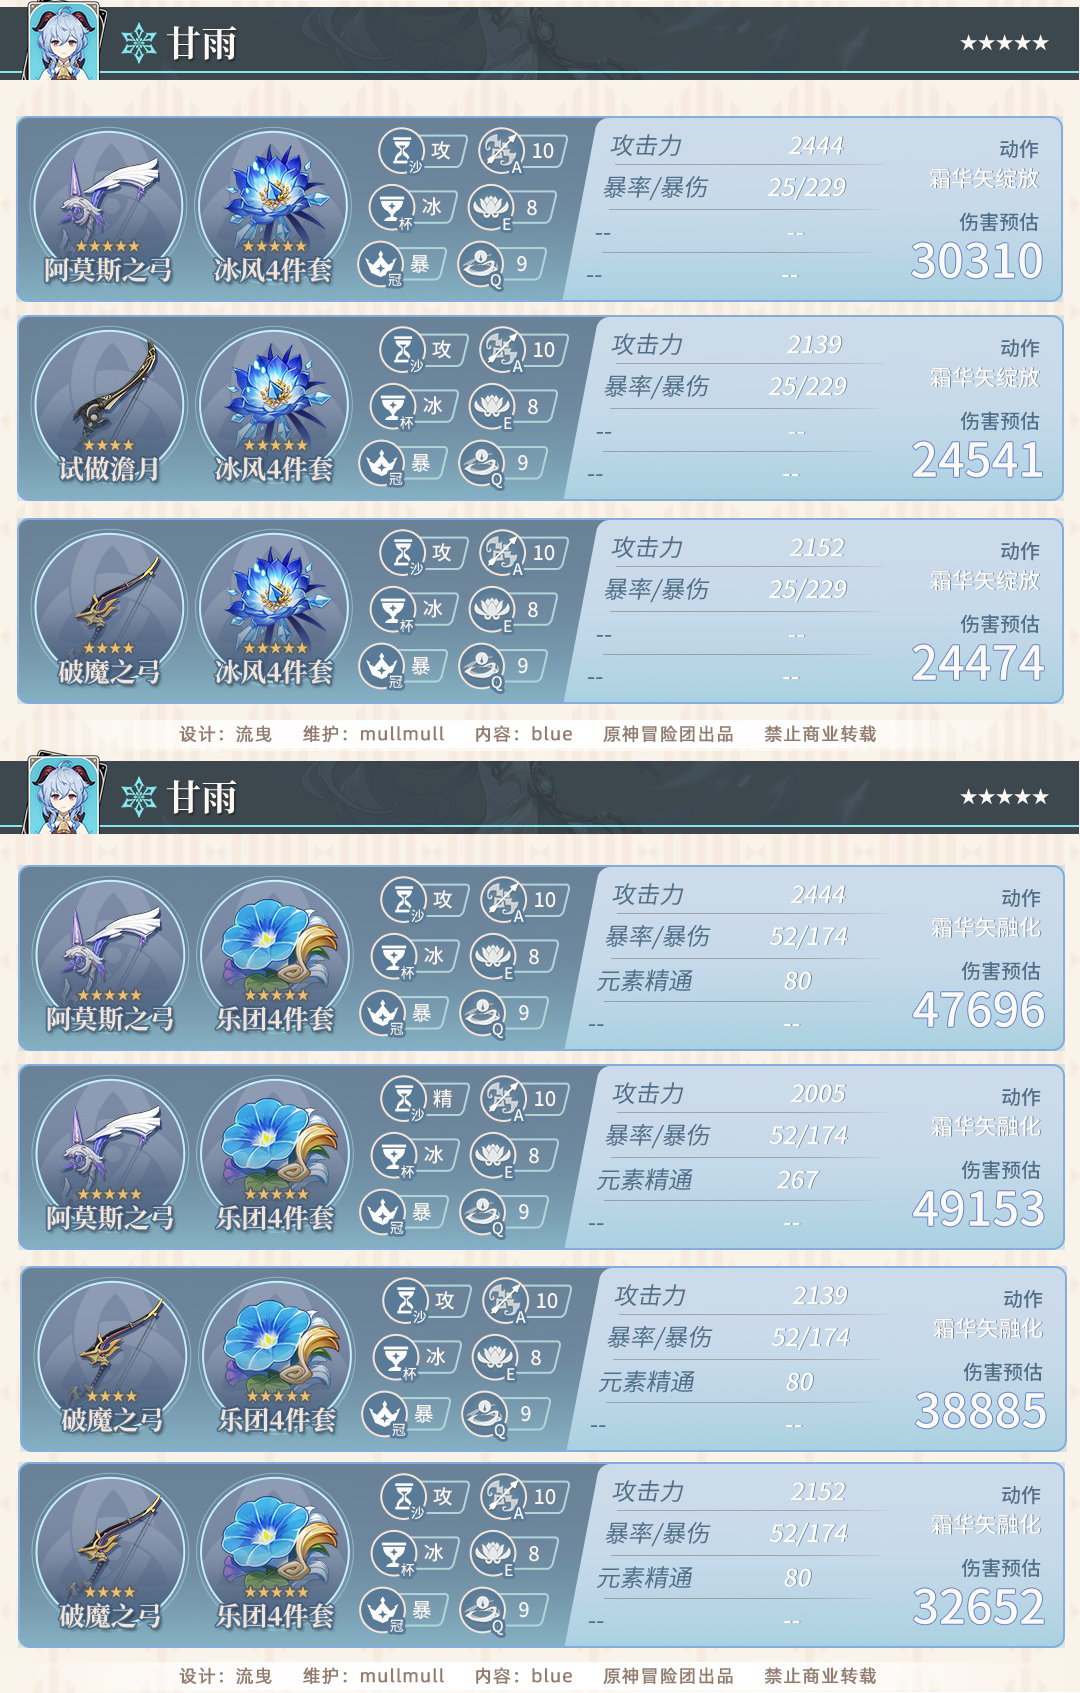 甘雨
★★★★★
阿莫斯之弓
冰风4件套
沙 攻
A 10
杯 冰
E 8
冠 暴
Q 9
攻击力 2444
暴率/暴伤 25/229
-- --
-- --
动作
霜华矢绽放
伤害预估
30310
试做澹月
冰风4件套
沙 攻
A 10
杯 冰
E 8
冠 暴
Q 9
攻击力 2139
暴率/暴伤 25/229
-- --
-- --
动作
霜华矢绽放
伤害预估
24541
破魔之弓
冰风4件套
沙 攻
A 10
杯 冰
E 8
冠 暴
Q 9
攻击力 2152
暴率/暴伤 25/229
-- --
-- --
动作
霜华矢绽放
伤害预估
24474
设计：流曳 维护：mullmull 内容：blue 原神冒险团出品 禁止商业转载
甘雨
★★★★★
阿莫斯之弓
乐团4件套
沙 攻
A 10
杯 冰
E 8
冠 暴
Q 9
攻击力 2444
暴率/暴伤 52/174
元素精通 80
-- --
动作
霜华矢融化
伤害预估
47696
阿莫斯之弓
乐团4件套
沙 精
A 10
杯 冰
E 8
冠 暴
Q 9
攻击力 2005
暴率/暴伤 52/174
元素精通 267
-- --
动作
霜华矢融化
伤害预估
49153
破魔之弓
乐团4件套
沙 攻
A 10
杯 冰
E 8
冠 暴
Q 9
攻击力 2139
暴率/暴伤 52/174
元素精通 80
-- --
动作
霜华矢融化
伤害预估
38885
破魔之弓
乐团4件套
沙 攻
A 10
杯 冰
E 8
冠 暴
Q 9
攻击力 2152
暴率/暴伤 52/174
元素精通 80
-- --
动作
霜华矢融化
伤害预估
32652
设计：流曳 维护：mullmull 内容：blue 原神冒险团出品 禁止商业转载